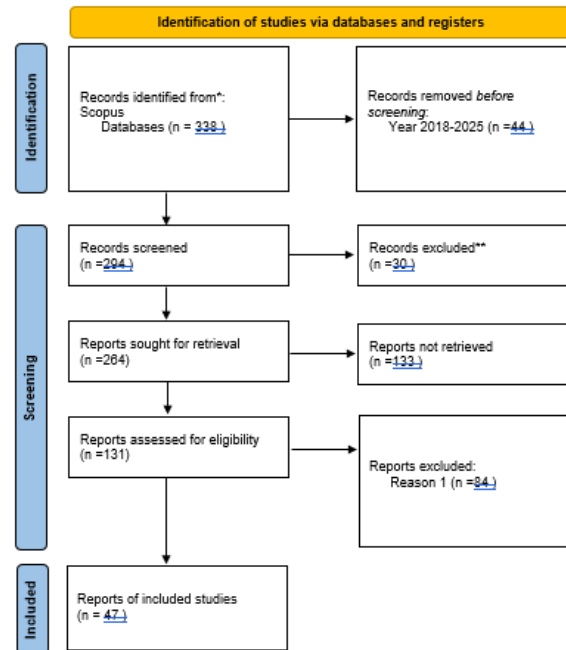 Identification of studies via databases and registers
Identification
Records identified from*:
Scopus
Databases (n = 338 )
Records removed before
screening:
Year 2018-2025 (n =44 )
Screening
Records screened
(n =294 )
Records excluded**
(n =30 )
Reports sought for retrieval
(n =264)
Reports not retrieved
(n =133 )
Reports assessed for eligibility
(n =131)
Reports excluded:
Reason 1 (n =84 )
Included
Reports of included studies
(n = 47 )